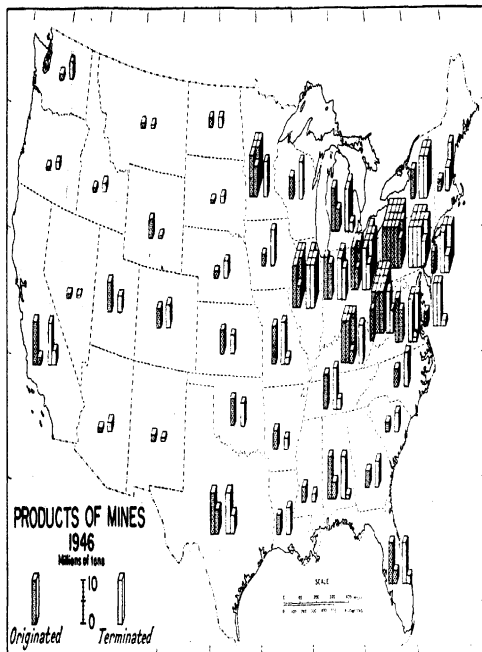 PRODUCTS OF MINES
1946
Millions of tons
10
0
Originated
Terminated
SCALE